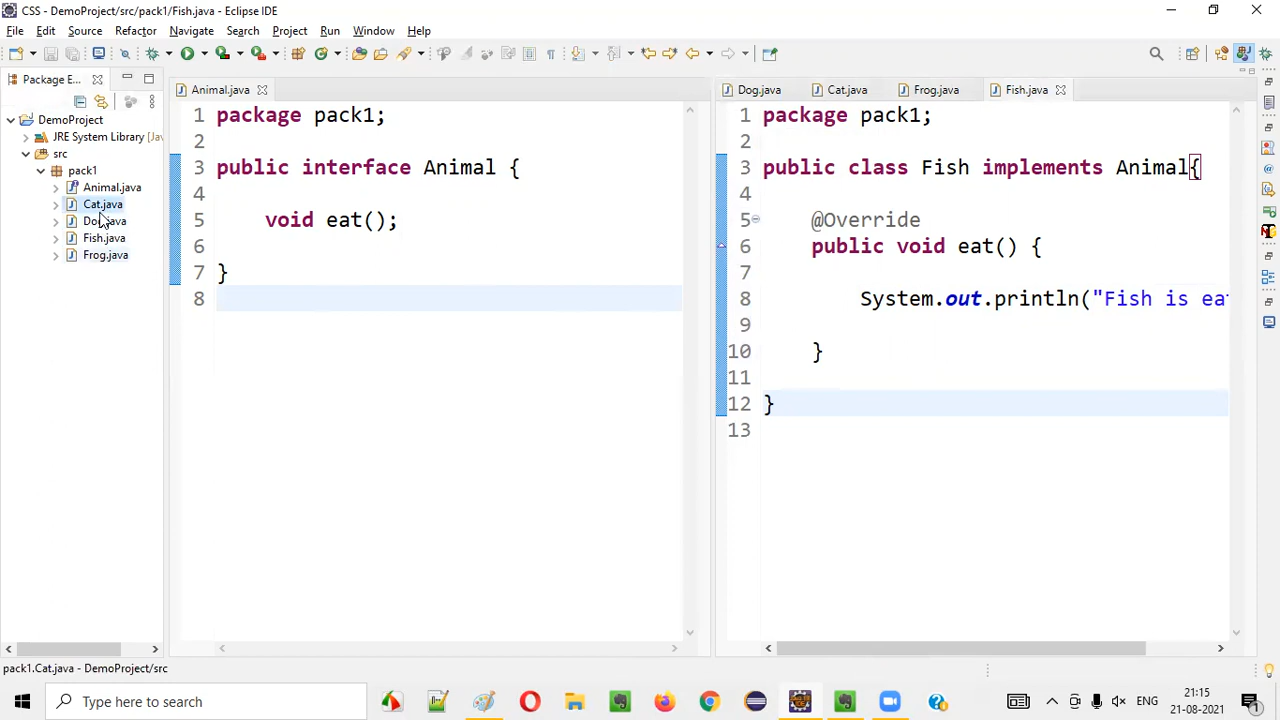 CSS - DemoProject/src/pack1/Fish.java - Eclipse IDE
File Edit Source Refactor Navigate Search Project Run Window Help
Package E...
Animal.java
Dog.java Cat.java Frog.java Fish.java
DemoProject
JRE System Library [Jav
src
pack1
Animal.java
Cat.java
Dog.java
Fish.java
Frog.java
1 package pack1;
2
3 public interface Animal {
4
5 void eat();
6
7 }
8
1 package pack1;
2
3 public class Fish implements Animal{
4
5 @Override
6 public void eat() {
7
8 System.out.println("Fish is eat
9
10 }
11
12 }
13
pack1.Cat.java - DemoProject/src
Type here to search
ENG
21:15
21-08-2021